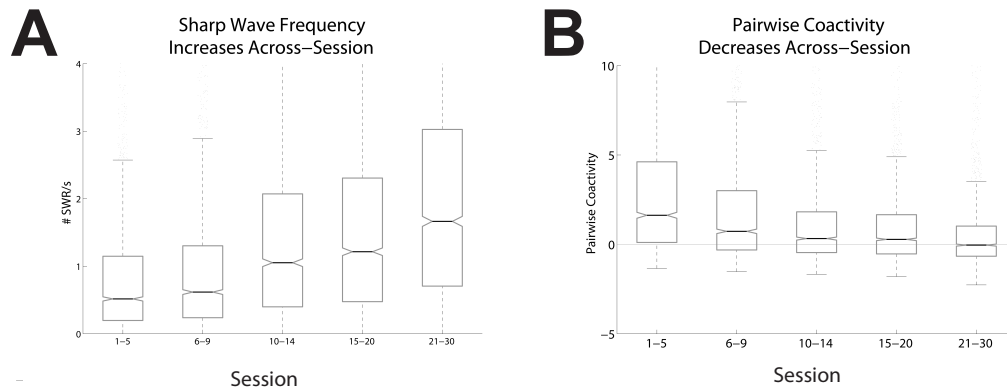 A
Sharp Wave Frequency
Increases Across−Session
4
3
2
1
0
# SWR/s
1−5 6−9 10−14 15−20 21−30
Session
B
Pairwise Coactivity
Decreases Across−Session
10
5
0
−5
Pairwise Coactivity
1−5 6−9 10−14 15−20 21−30
Session